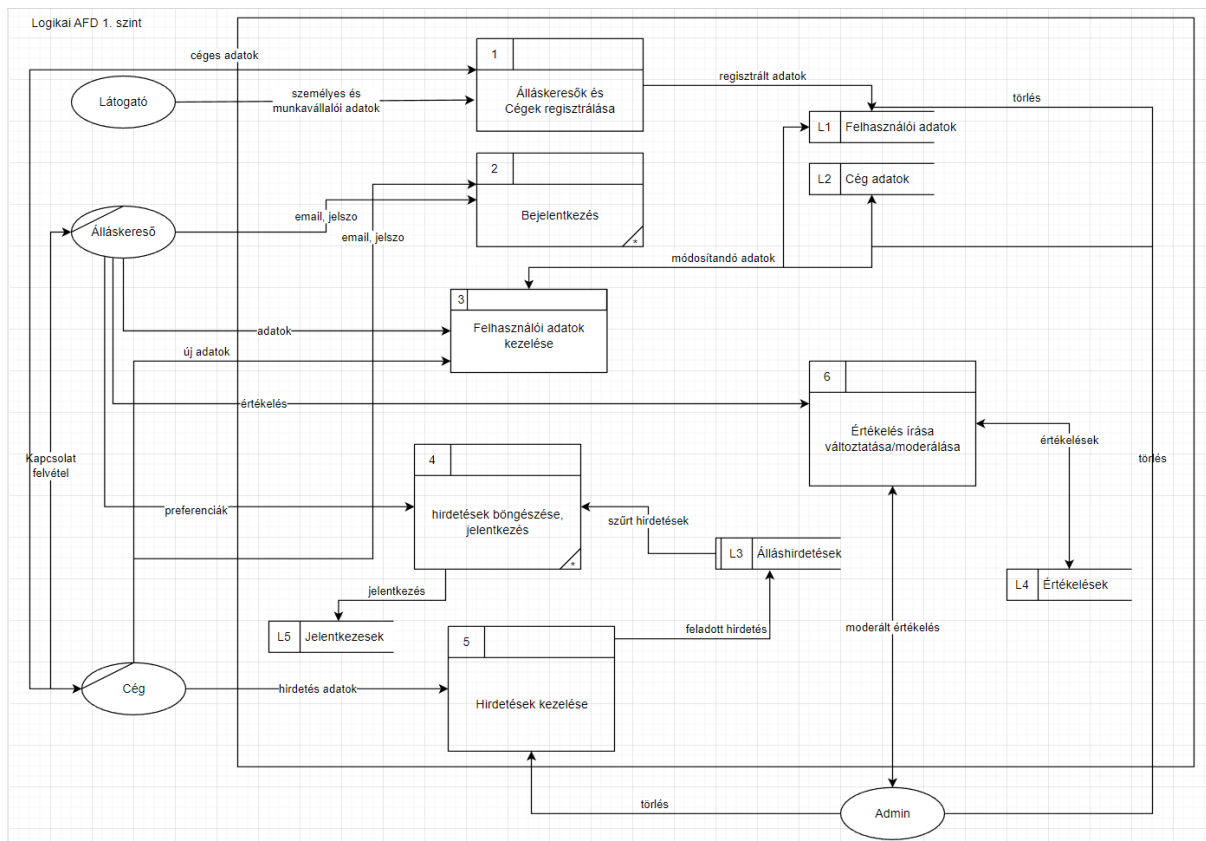 Logikai AFD 1. szint
céges adatok
1
Álláskeresők és
Cégek regisztrálása
regisztrált adatok
törlés
Látogató
személyes és
munkavállalói adatok
L1 Felhasználói adatok
2
Bejelentkezés
*
L2 Cég adatok
Álláskereső
email, jelszo
email, jelszo
módosítandó adatok
3
Felhasználói adatok
kezelése
adatok
új adatok
értékelés
6
Értékelés írása
változtatása/moderálása
értékelések
törlés
Kapcsolat
felvétel
4
hirdetések böngészése,
jelentkezés
*
preferenciák
szűrt hirdetések
L3 Álláshirdetések
L4 Értékelések
jelentkezés
L5 Jelentkezesek
feladott hirdetés
moderált értékelés
5
Hirdetések kezelése
Cég
hirdetés adatok
törlés
Admin